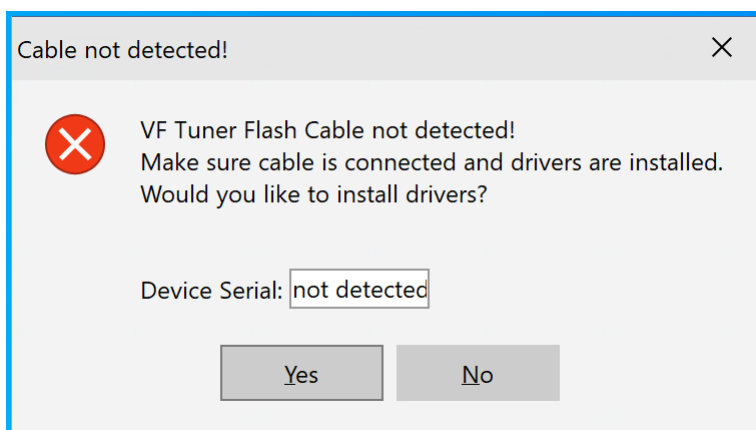 Cable not detected!
VF Tuner Flash Cable not detected!
Make sure cable is connected and drivers are installed.
Would you like to install drivers?
Device Serial: not detected
Yes No